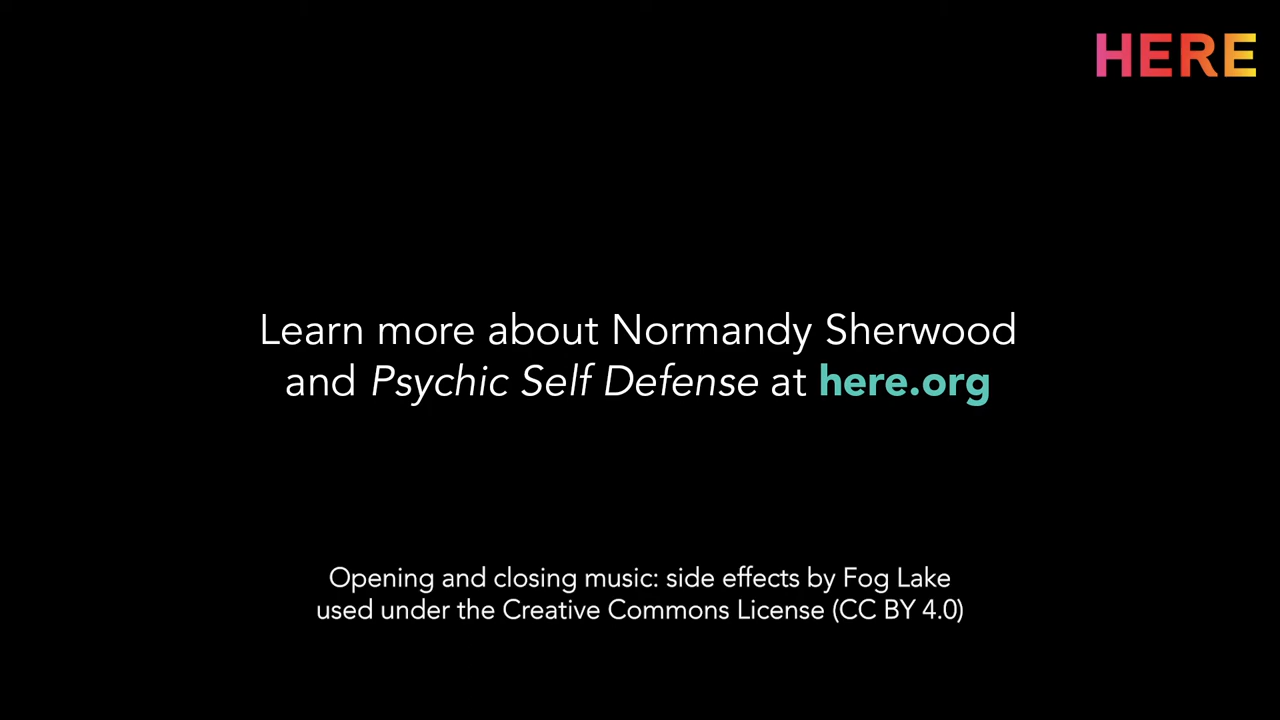 HERE
Learn more about Normandy Sherwood
and Psychic Self Defense at here.org
Opening and closing music: side effects by Fog Lake
used under the Creative Commons License (CC BY 4.0)